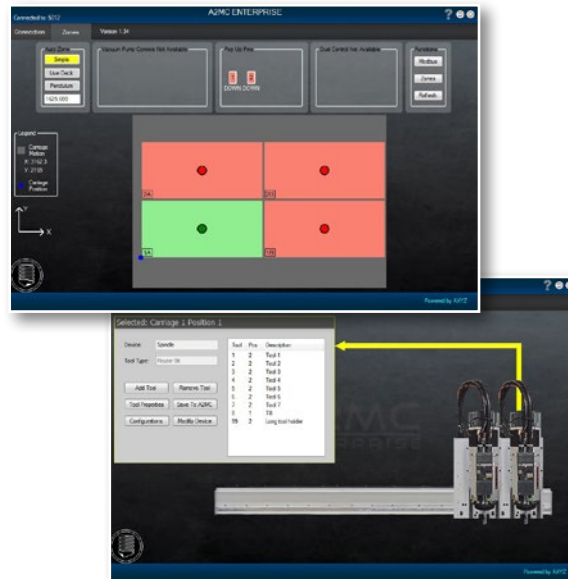 A2MC ENTERPRISE
Connected to: 5012
Connection Zones Version 1.34
Auto-Zone
Simple
Live Deck
Pendulum
Vacuum Pump Controls Not Available
Pop Up Pins
DOWN DOWN
Dust Control Not Available
Functions
Modbus
Zones
Refresh
Legend
Carriage
Motion
Carriage
Position
Y
X
Powered by AXYZ
Selected: Carriage 1 Position 1
Device: Spindle
Tool Type:
Add Tool Remove Tool
Tool Properties Save To A2MC
Configurations Modify Device
Tool Pos Description
1 2 Tool 1
2 2 Tool 2
3 2 Tool 3
4 2 Tool 4
5 2 Tool 5
6 2 Tool 6
7 2 Tool 7
Long tool holder
A2MC
ENTERPRISE
Powered by AXYZ